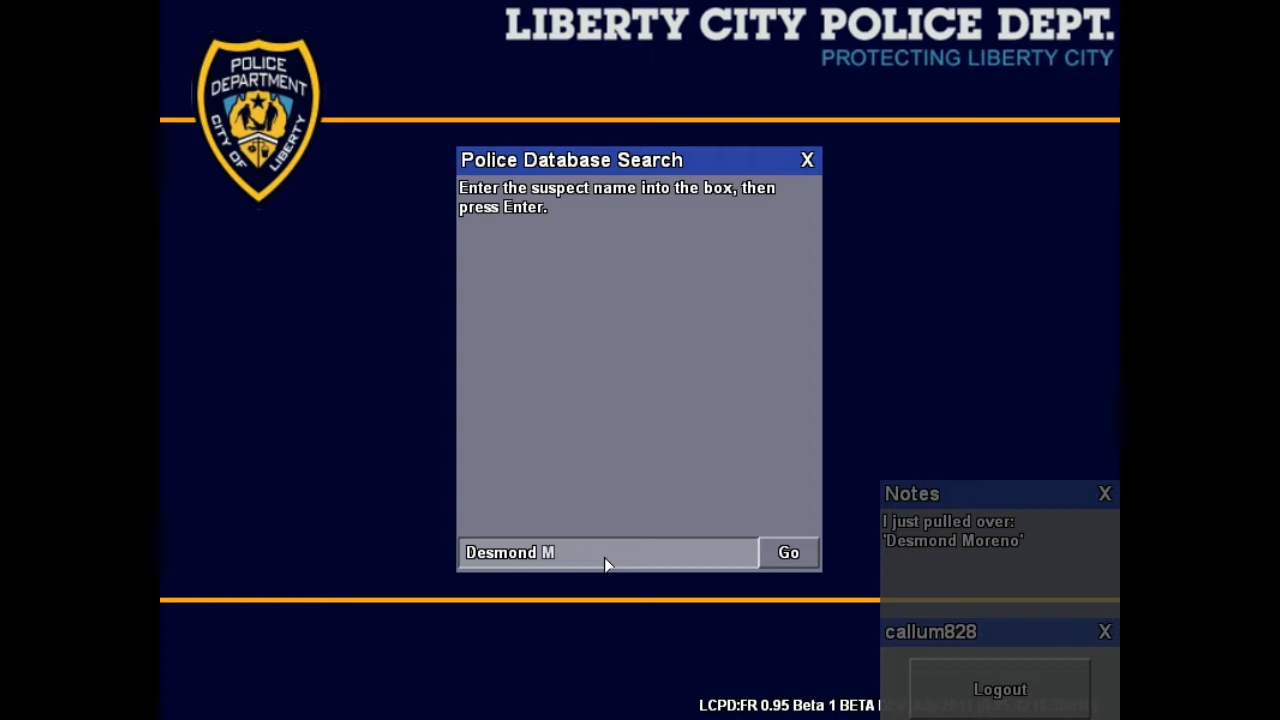 LIBERTY CITY POLICE DEPT.
PROTECTING LIBERTY CITY
POLICE
DEPARTMENT
CITY OF
LIBERTY
Police Database Search X
Enter the suspect name into the box, then
press Enter.
Desmond M Go
Notes X
I just pulled over:
'Desmond Moreno'
callum828 X
Logout
LCPD:FR 0.95 Beta 1 BETA